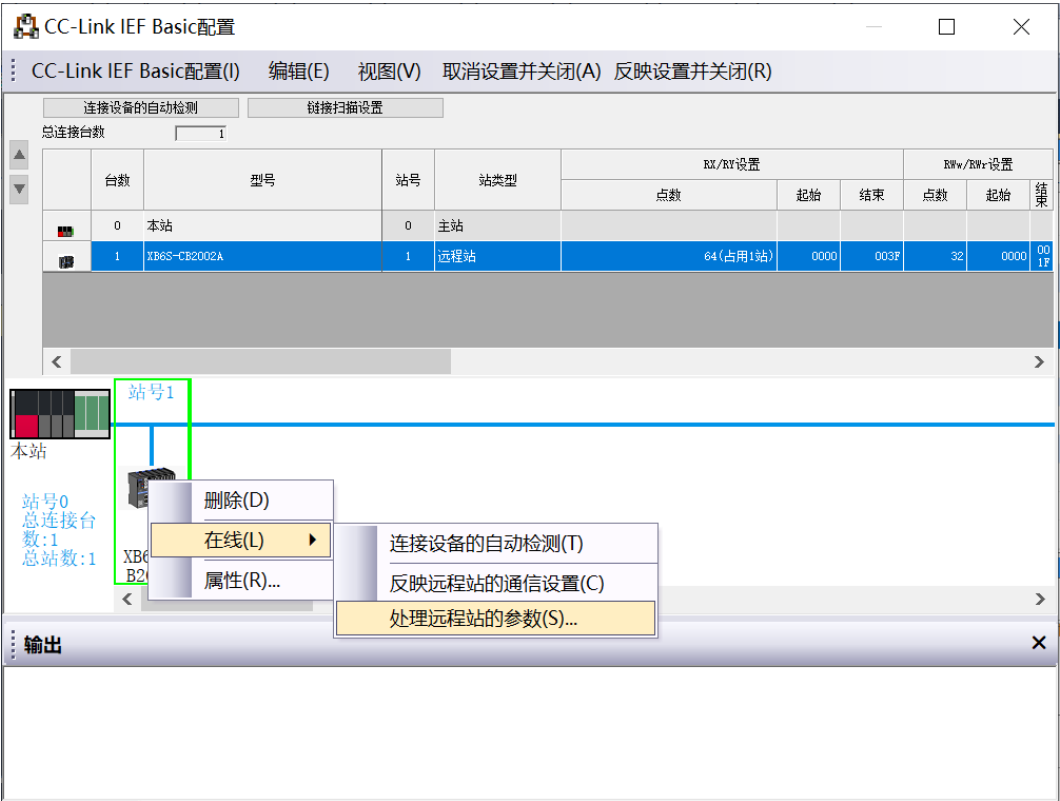 CC-Link IEF Basic配置
CC-Link IEF Basic配置(I) 编辑(E) 视图(V) 取消设置并关闭(A) 反映设置并关闭(R)
连接设备的自动检测 链接扫描设置
总连接台数 1
台数 型号 站号 站类型 RX/RY设置 RWw/RWr设置
点数 起始 结束 点数 起始 结束
0 本站 0 主站
1 XB6S-CB2002A 1 远程站 64(占用1站) 0000 003F 32 0000 001F
站号1
本站
站号0
总连接台
数:1
总站数:1
XB6
B20
删除(D)
在线(L)
属性(R)...
连接设备的自动检测(T)
反映远程站的通信设置(C)
处理远程站的参数(S)...
输出